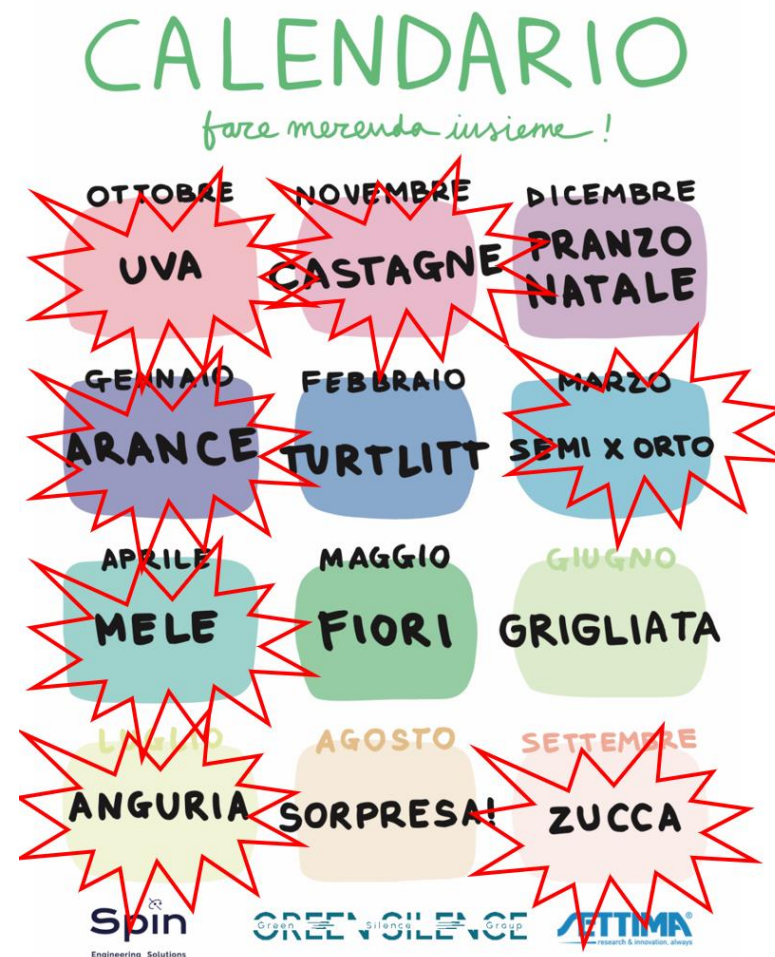 CALENDARIO
fare merenda insieme!
OTTOBRE
UVA
NOVEMBRE
CASTAGNE
DICEMBRE
PRANZO
NATALE
GENNAIO
ARANCE
FEBBRAIO
TURTLITT
MARZO
SEMI X ORTO
APRILE
MELE
MAGGIO
FIORI
GIUGNO
GRIGLIATA
LUGLIO
ANGURIA
AGOSTO
SORPRESA!
SETTEMBRE
ZUCCA
Spin
Engineering Solutions
GREEN SILENCE
Green Silence Group
SETTIMA®
research & innovation, always